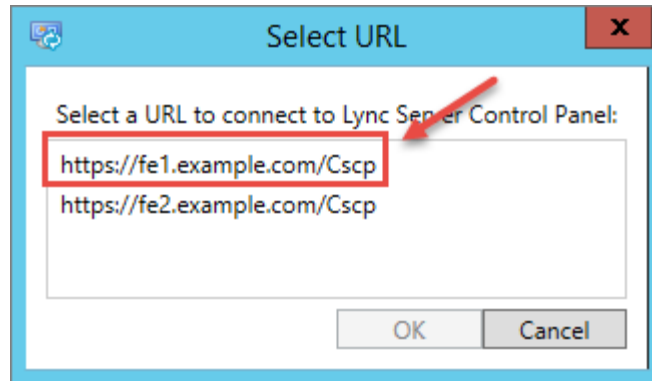 Select URL
x
Select a URL to connect to Lync Server Control Panel:
https://fe1.example.com/Cscp
https://fe2.example.com/Cscp
OK Cancel